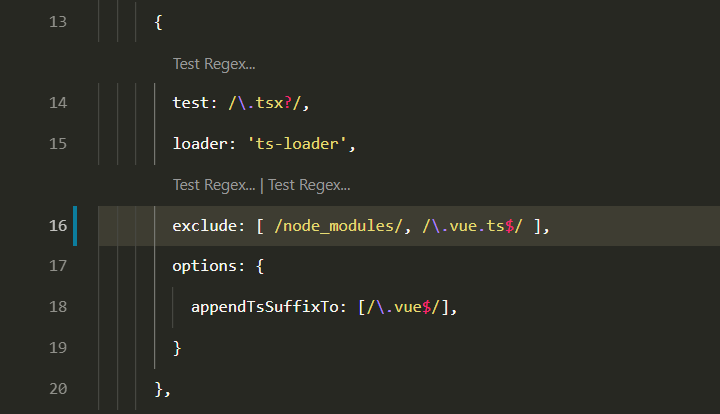 13 {
Test Regex...
14 test: /\.tsx?/,
15 loader: 'ts-loader',
Test Regex... | Test Regex...
16 exclude: [ /node_modules/, /\.vue.ts$/ ],
17 options: {
18 appendTsSuffixTo: [/\.vue$/],
19 }
20 },